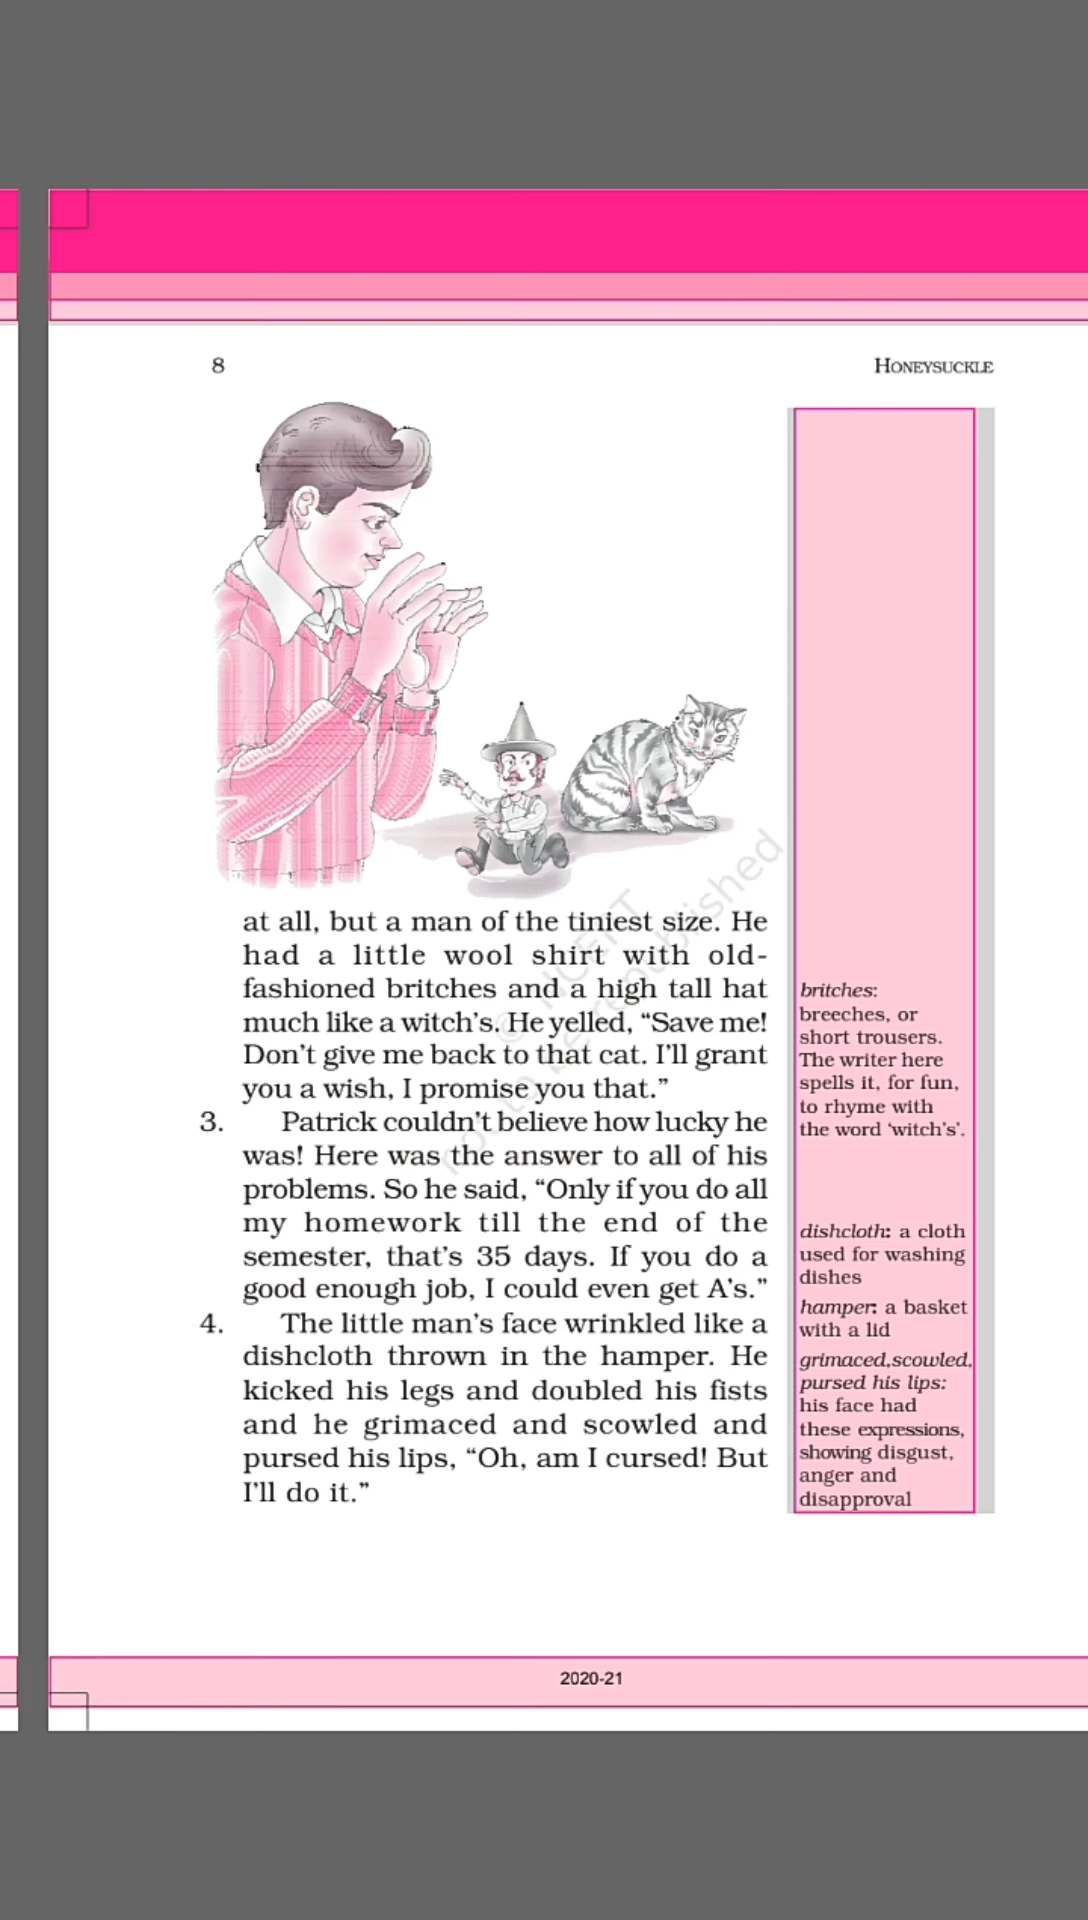 8
HONEYSUCKLE
at all, but a man of the tiniest size. He
had a little wool shirt with old-
fashioned britches and a high tall hat
much like a witch's. He yelled, “Save me!
Don't give me back to that cat. I'll grant
you a wish, I promise you that.”
3. Patrick couldn't believe how lucky he
was! Here was the answer to all of his
problems. So he said, “Only if you do all
my homework till the end of the
semester, that's 35 days. If you do a
good enough job, I could even get A's.”
4. The little man's face wrinkled like a
dishcloth thrown in the hamper. He
kicked his legs and doubled his fists
and he grimaced and scowled and
pursed his lips, “Oh, am I cursed! But
I'll do it.”
britches:
breeches, or
short trousers.
The writer here
spells it, for fun,
to rhyme with
the word ‘witch's’.
dishcloth: a cloth
used for washing
dishes
hamper: a basket
with a lid
grimaced,scowled,
pursed his lips:
his face had
these expressions,
showing disgust,
anger and
disapproval
© NCERT
not to be republished
2020-21